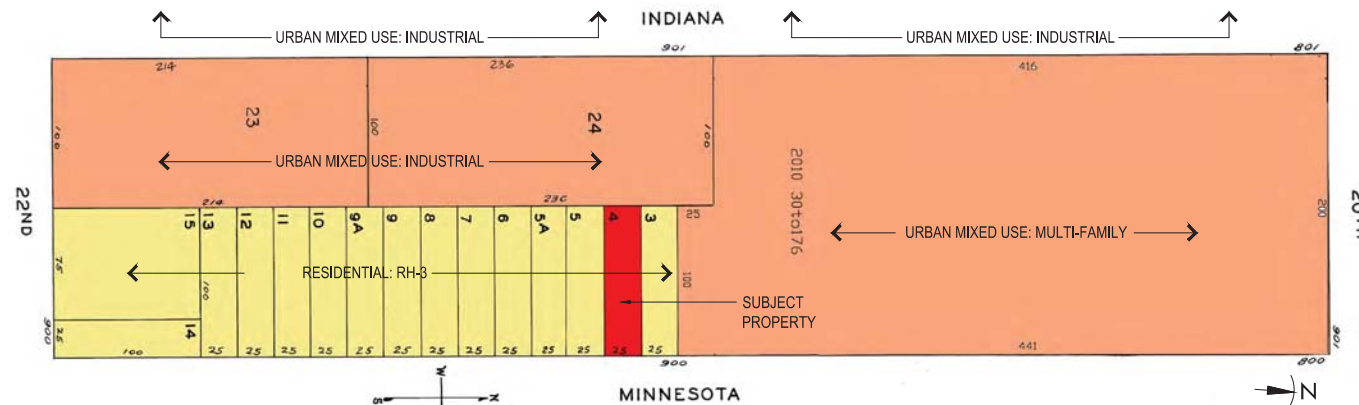 INDIANA
URBAN MIXED USE: INDUSTRIAL
URBAN MIXED USE: INDUSTRIAL
901
801
214
236
416
100
23
100
24
100
URBAN MIXED USE: INDUSTRIAL
2010 30to176
22ND
214
236
25
200
15
13
12
11
10
9A
9
8
7
6
5A
5
4
3
URBAN MIXED USE: MULTI-FAMILY
75
RESIDENTIAL: RH-3
100
100
SUBJECT
PROPERTY
14
25
900
100
25
25
25
25
25
25
25
25
25
25
25
25
25
441
901
900
800
W
MINNESOTA
S
N
N